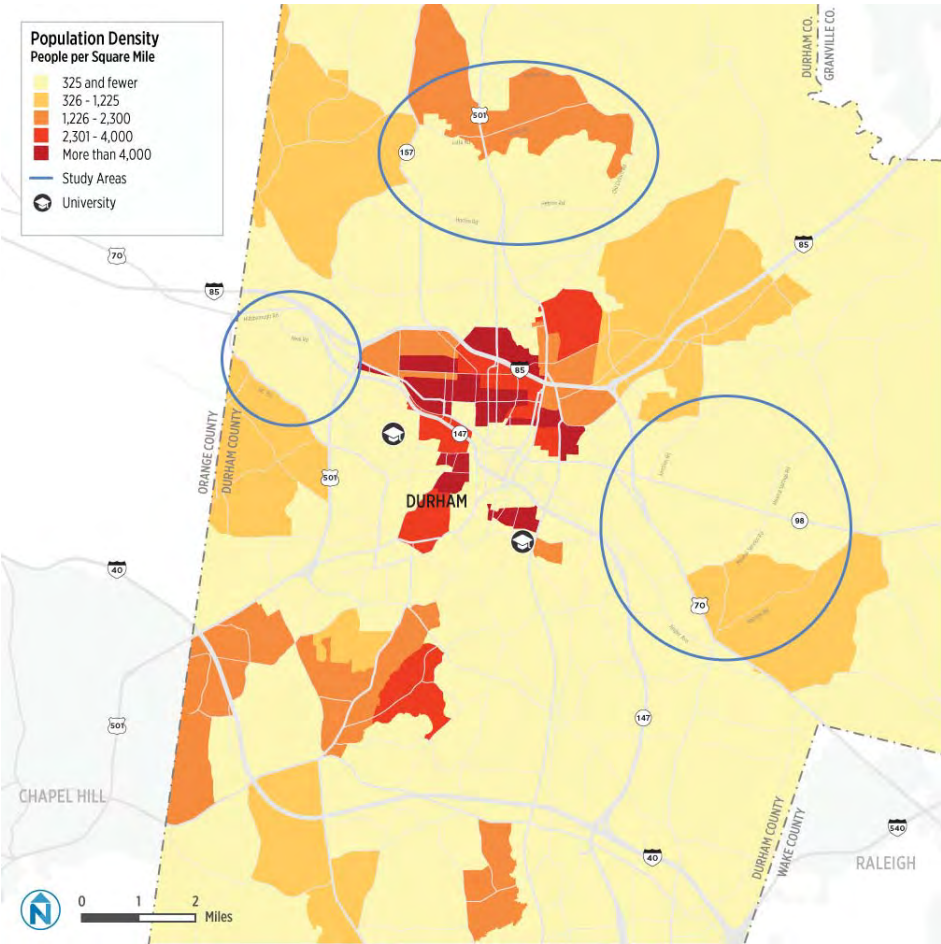 Population Density
People per Square Mile
325 and fewer
326 - 1,225
1,226 - 2,300
2,301 - 4,000
More than 4,000
Study Areas
University
DURHAM CO.
GRANVILLE CO.
501
157
70
85
85
85
147
501
ORANGE COUNTY
DURHAM COUNTY
DURHAM
98
40
70
501
147
CHAPEL HILL
DURHAM COUNTY
WAKE COUNTY
540
40
RALEIGH
N
0 1 2
Miles